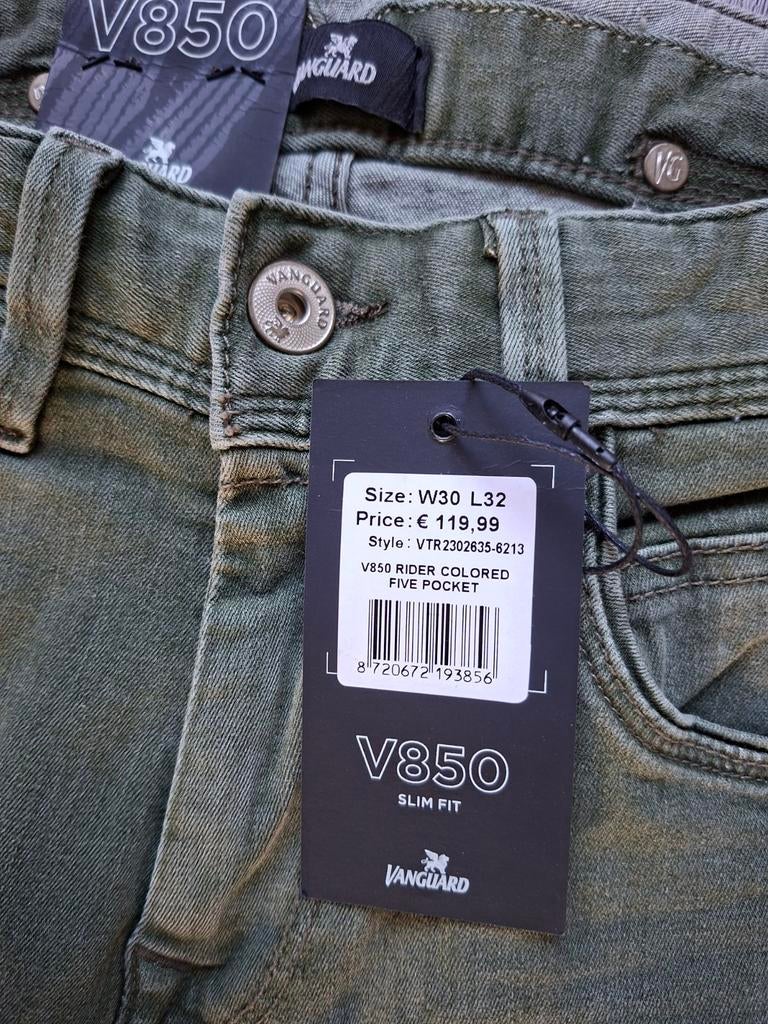 V850
VANGUARD
VANGUARD
VG
VANGUARD
Size: W30 L32
Price: € 119,99
Style : VTR2302635-6213
V850 RIDER COLORED
FIVE POCKET
8 720672 193856
V850
SLIM FIT
VANGUARD